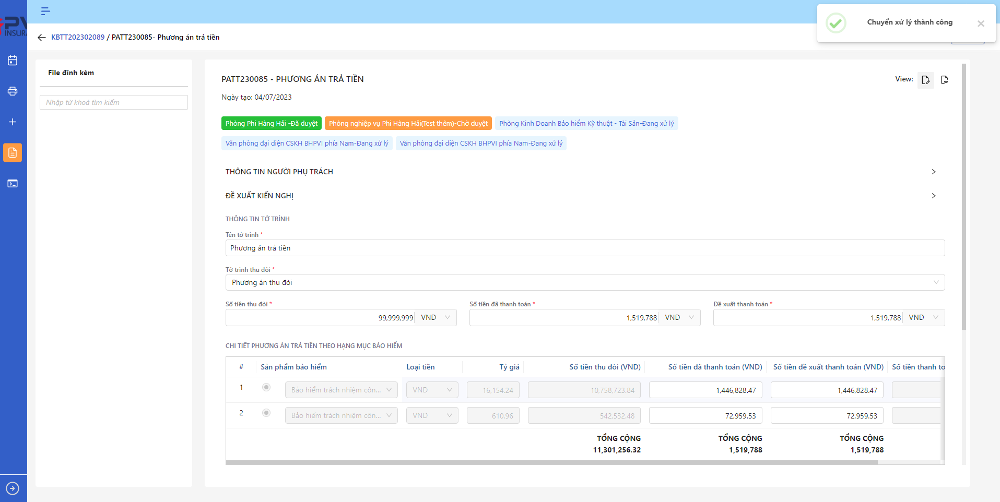 PV
INSURA
Chuyển xử lý thành công
KBTT202302089 / PATT230085- Phương án trả tiền
File đính kèm
Nhập từ khoá tìm kiếm
PATT230085 - PHƯƠNG ÁN TRẢ TIỀN
View:
Ngày tạo: 04/07/2023
Phòng Phi Hàng Hải -Đã duyệt
Phòng nghiệp vụ Phi Hàng Hải(Test thêm)-Chờ duyệt
Phòng Kinh Doanh Bảo hiểm Kỹ thuật - Tài Sản-Đang xử lý
Văn phòng đại diện CSKH BHPVI phía Nam-Đang xử lý
Văn phòng đại diện CSKH BHPVI phía Nam-Đang xử lý
THÔNG TIN NGƯỜI PHỤ TRÁCH
ĐỀ XUẤT KIẾN NGHỊ
THÔNG TIN TỜ TRÌNH
Tên tờ trình *
Phương án trả tiền
Tờ trình thu đòi *
Phương án thu đòi
Số tiền thu đòi * Số tiền đã thanh toán * Đề xuất thanh toán *
99,999,999 VND 1,519,788 VND 1,519,788 VND
CHI TIẾT PHƯƠNG ÁN TRẢ TIỀN THEO HẠNG MỤC BẢO HIỂM
# Sản phẩm bảo hiểm Loại tiền Tỷ giá Số tiền thu đòi (VND) Số tiền đã thanh toán (VND) Số tiền đề xuất thanh toán (VND) Số tiền thanh to
1 Bảo hiểm trách nhiệm côn... VND 16,154.24 10,758,723.84 1,446,828.47 1,446,828.47
2 Bảo hiểm trách nhiệm côn... VND 610.96 542,532.48 72,959.53 72,959.53
TỔNG CỘNG TỔNG CỘNG TỔNG CỘNG
11,301,256.32 1,519,788 1,519,788